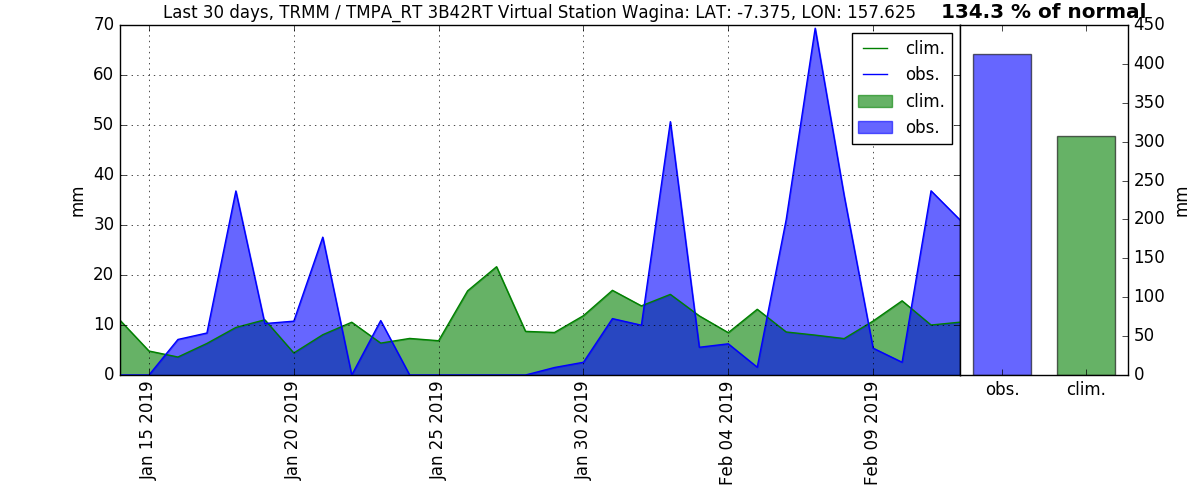 Last 30 days, TRMM / TMPA_RT 3B42RT Virtual Station Wagina: LAT: -7.375, LON: 157.625
134.3 % of normal
70
60
50
40
30
20
10
0
mm
clim.
obs.
clim.
obs.
450
400
350
300
250
200
150
100
50
0
mm
Jan 15 2019
Jan 20 2019
Jan 25 2019
Jan 30 2019
Feb 04 2019
Feb 09 2019
obs.
clim.